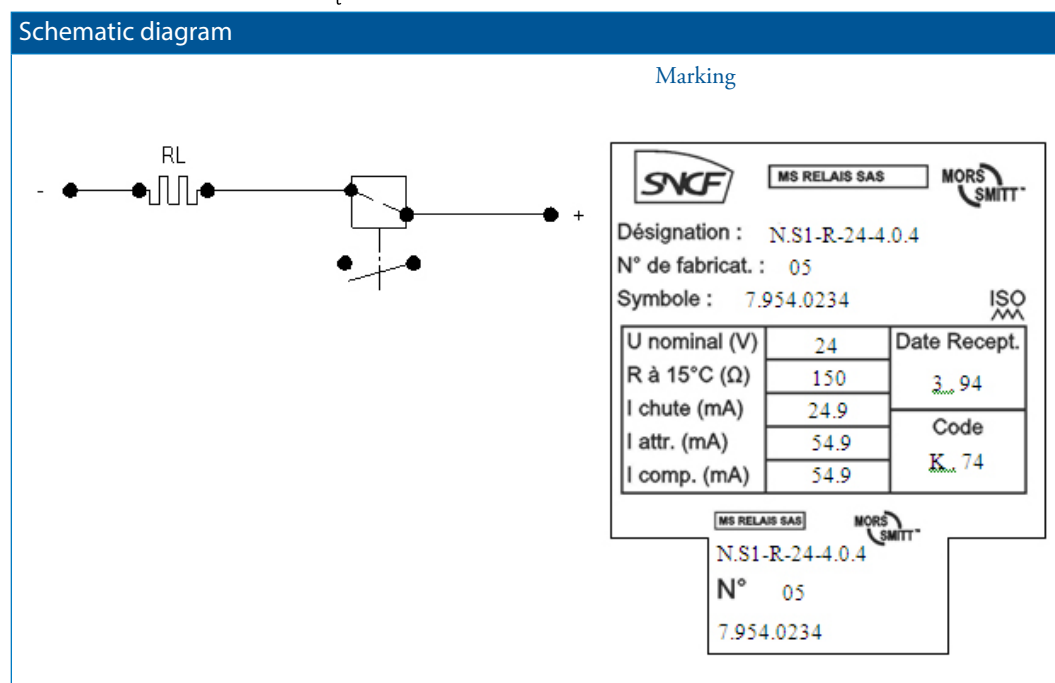 Schematic diagram
Marking
RL
- +
SNCF MS RELAIS SAS MORS SMITT™
Désignation : N.S1-R-24-4.0.4
N° de fabricat. : 05
Symbole : 7.954.0234 ISO
U nominal (V) 24 Date Recept.
R à 15°C (Ω) 150 3 .. 94
I chute (mA) 24.9
I attr. (mA) 54.9 Code
I comp. (mA) 54.9 K .. 74
MS RELAIS SAS MORS SMITT™
N.S1-R-24-4.0.4
N° 05
7.954.0234